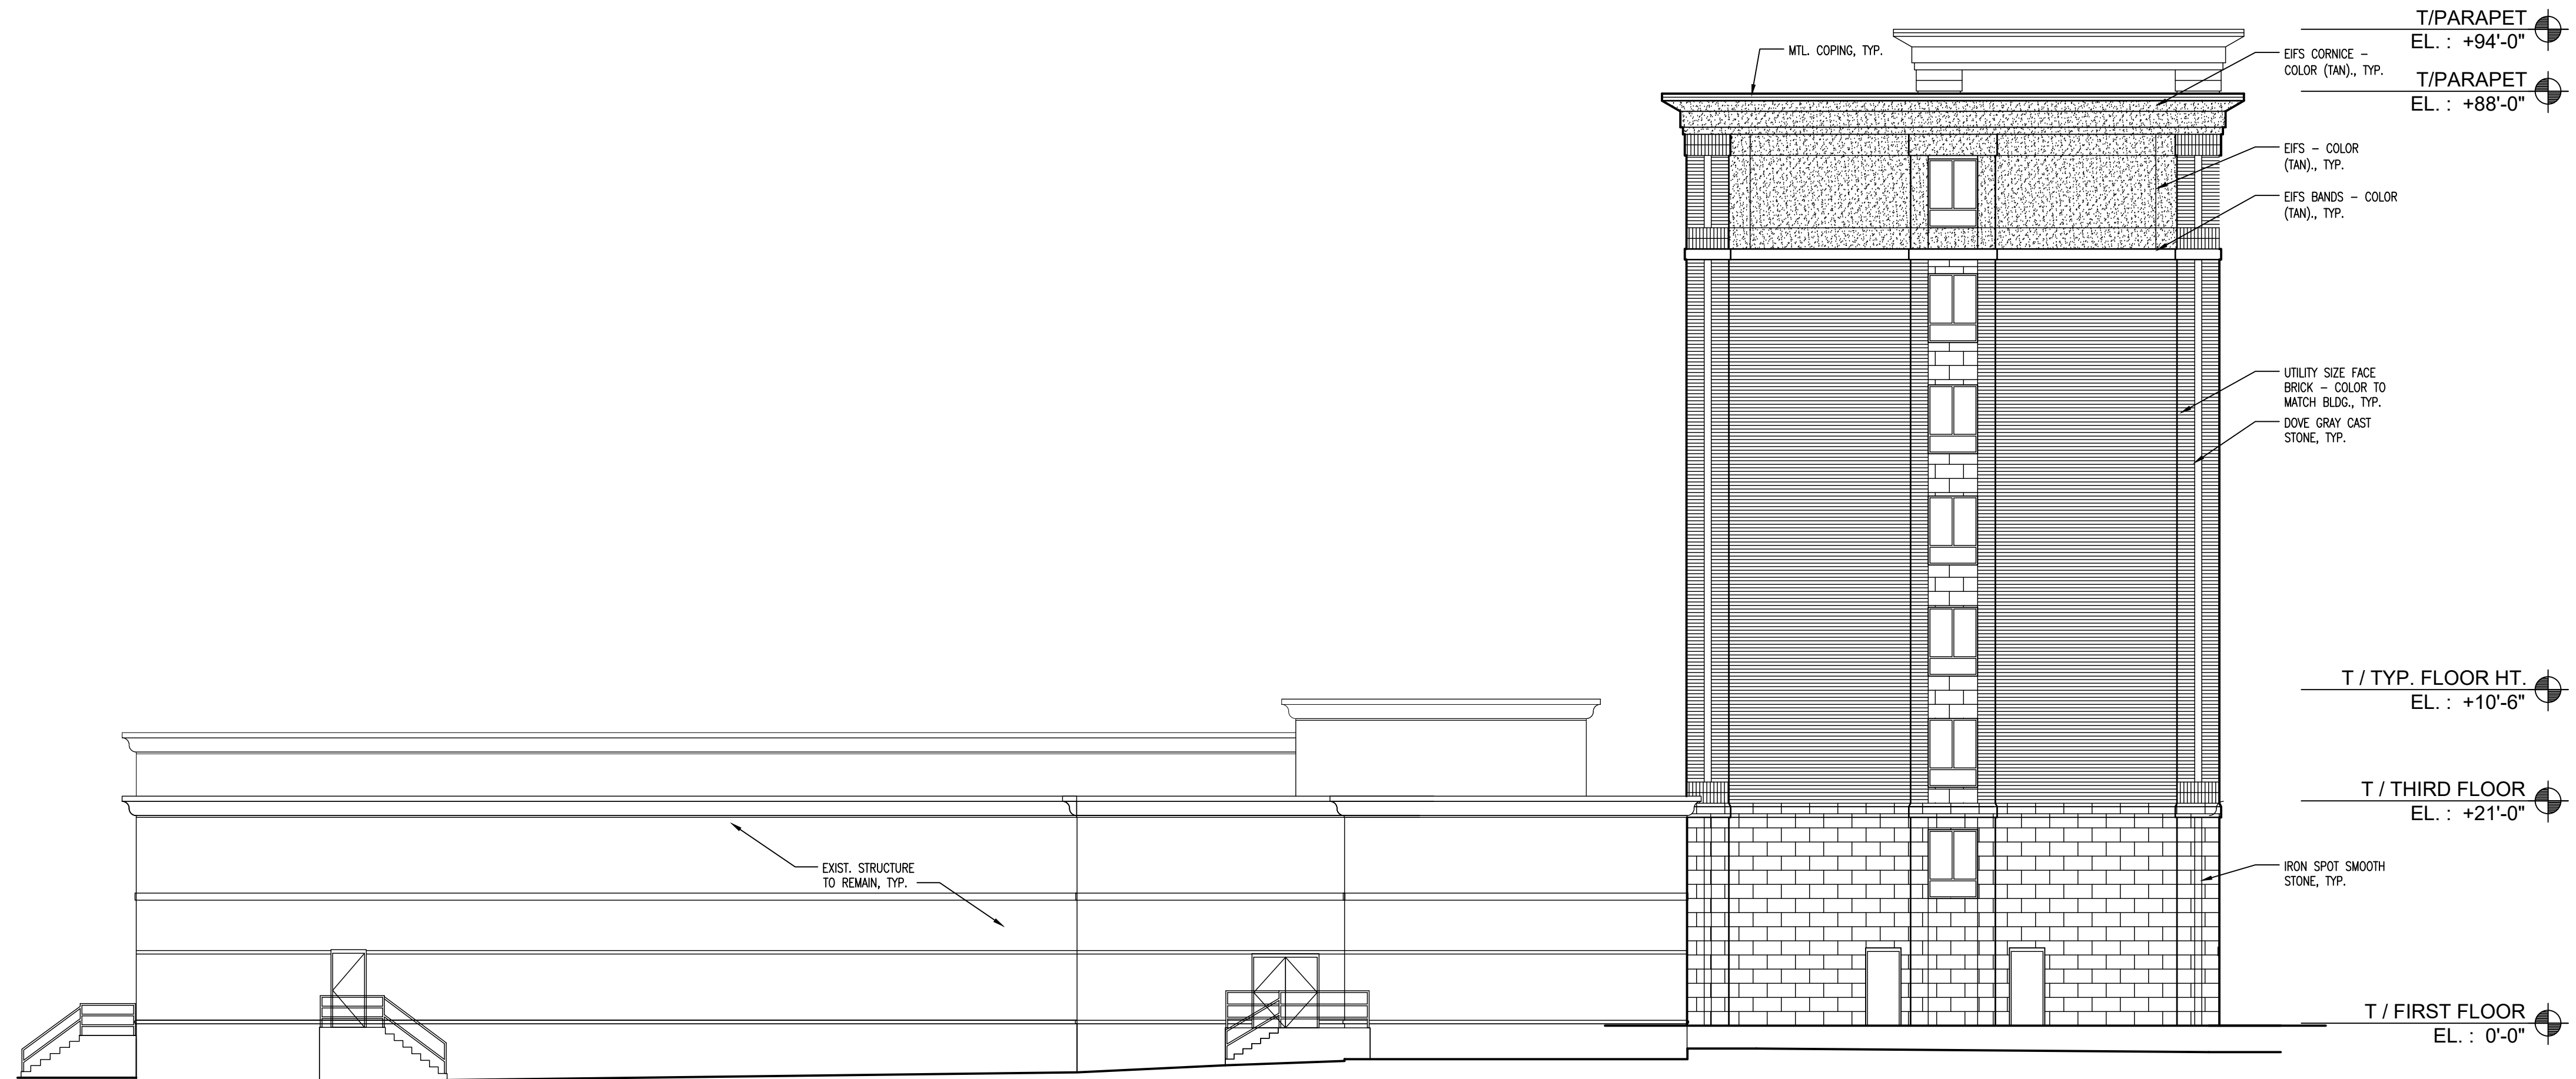 T/PARAPET
EL. : +94'-0"
MTL. COPING, TYP.
EIFS CORNICE –
COLOR (TAN)., TYP.
T/PARAPET
EL. : +88'-0"
EIFS – COLOR
(TAN)., TYP.
EIFS BANDS – COLOR
(TAN)., TYP.
UTILITY SIZE FACE
BRICK – COLOR TO
MATCH BLDG., TYP.
DOVE GRAY CAST
STONE, TYP.
T / TYP. FLOOR HT.
EL. : +10'-6"
T / THIRD FLOOR
EL. : +21'-0"
EXIST. STRUCTURE
TO REMAIN, TYP.
IRON SPOT SMOOTH
STONE, TYP.
T / FIRST FLOOR
EL. : 0'-0"